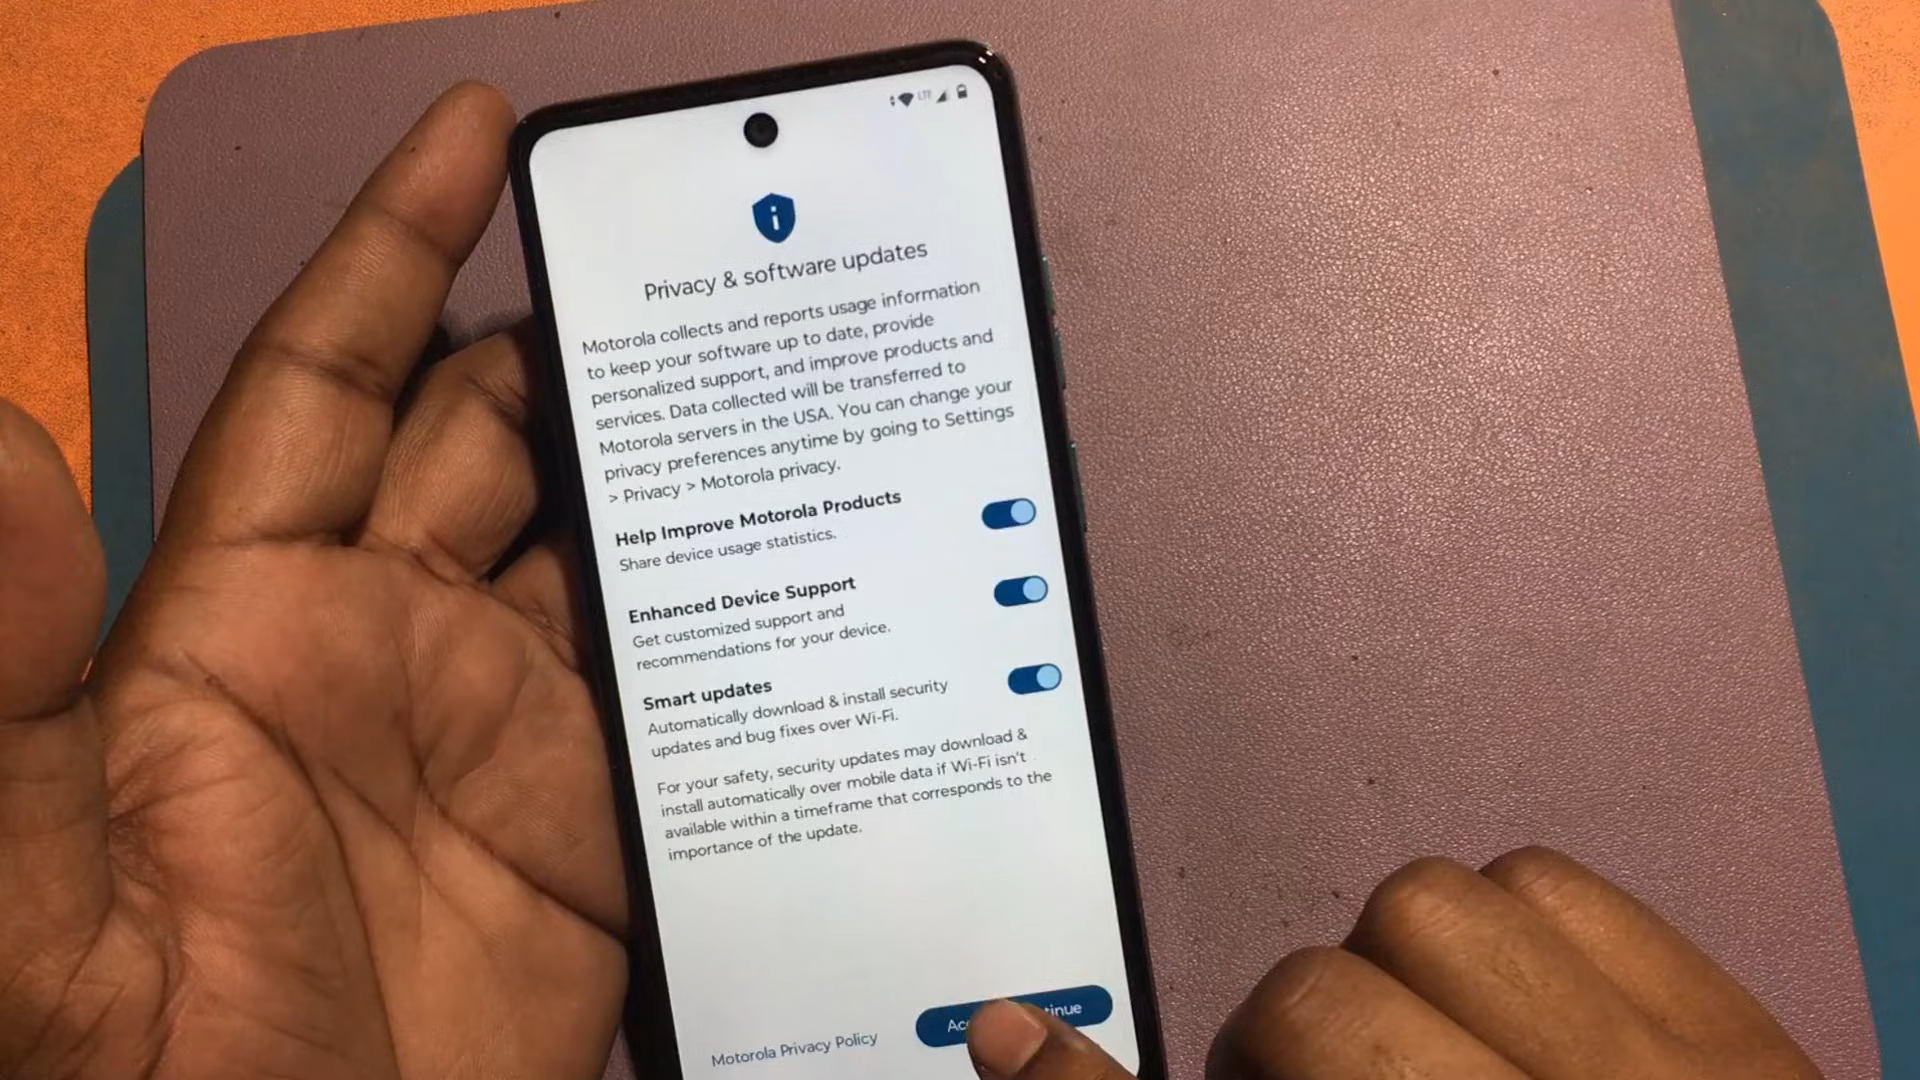 LTE
Privacy & software updates
Motorola collects and reports usage information
to keep your software up to date, provide
personalized support, and improve products and
services. Data collected will be transferred to
Motorola servers in the USA. You can change your
privacy preferences anytime by going to Settings
> Privacy > Motorola privacy.
Help Improve Motorola Products
Share device usage statistics.
Enhanced Device Support
Get customized support and
recommendations for your device.
Smart updates
Automatically download & install security
updates and bug fixes over Wi-Fi.
For your safety, security updates may download &
install automatically over mobile data if Wi-Fi isn't
available within a timeframe that corresponds to the
importance of the update.
Motorola Privacy Policy